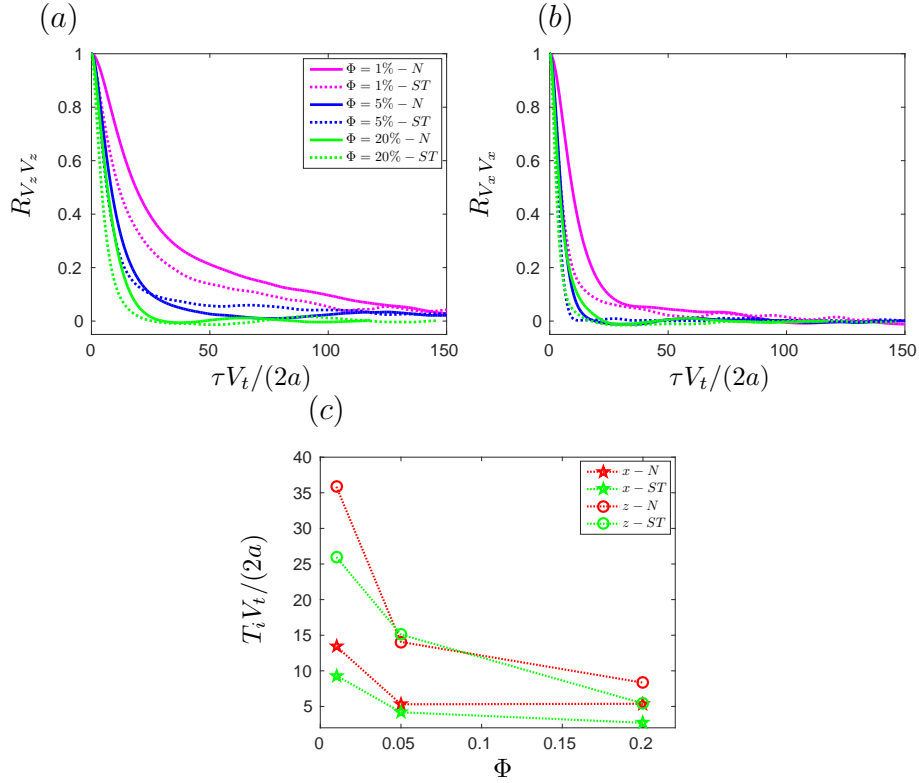 (a)
R_{V_z V_z}
1
0.8
0.6
0.4
0.2
0
0 50 100 150
τV_t/(2a)
Φ = 1% − N
Φ = 1% − ST
Φ = 5% − N
Φ = 5% − ST
Φ = 20% − N
Φ = 20% − ST
(b)
R_{V_x V_x}
1
0.8
0.6
0.4
0.2
0
0 50 100 150
τV_t/(2a)
(c)
T_i V_t/(2a)
40
35
30
25
20
15
10
5
0 0.05 0.1 0.15 0.2
Φ
x − N
x − ST
z − N
z − ST